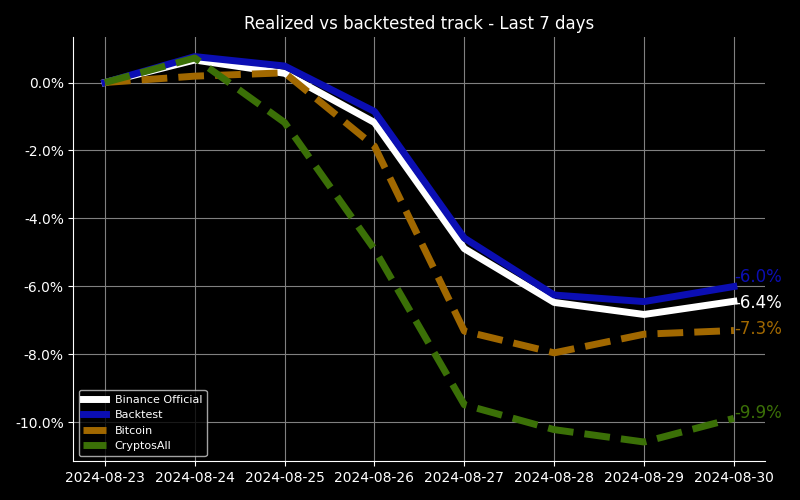 Realized vs backtested track - Last 7 days
0.0%
-2.0%
-4.0%
-6.0%
-8.0%
-10.0%
-6.0%
-6.4%
-7.3%
-9.9%
Binance Official
Backtest
Bitcoin
CryptosAll
2024-08-23 2024-08-24 2024-08-25 2024-08-26 2024-08-27 2024-08-28 2024-08-29 2024-08-30